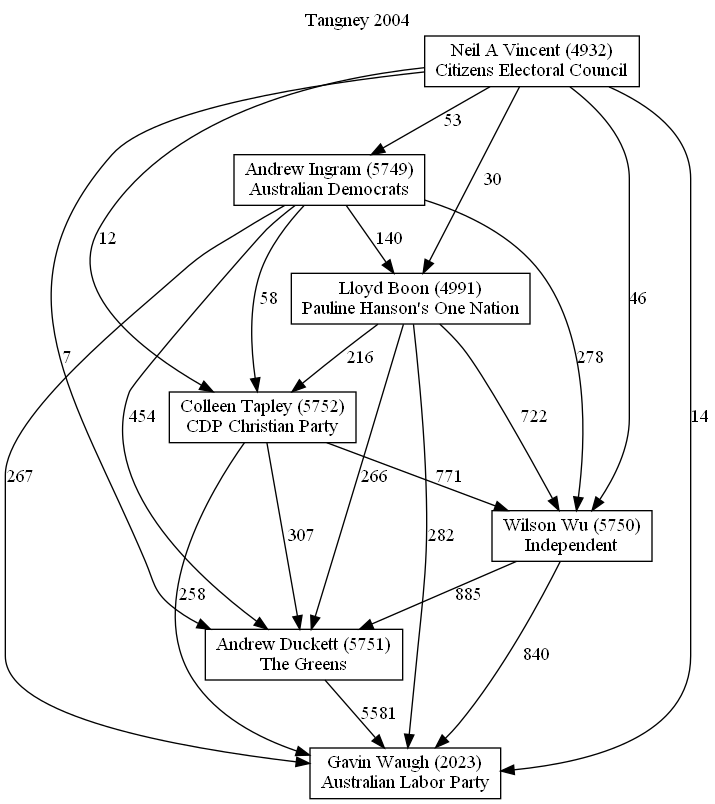 Tangney 2004
Neil A Vincent (4932)
Citizens Electoral Council
53
Andrew Ingram (5749)
Australian Democrats
30
12
140
Lloyd Boon (4991)
Pauline Hanson's One Nation
58
46
7
216
278
Colleen Tapley (5752)
CDP Christian Party
454
722
14
267
266
771
Wilson Wu (5750)
Independent
307
282
258
885
Andrew Duckett (5751)
The Greens
840
5581
Gavin Waugh (2023)
Australian Labor Party